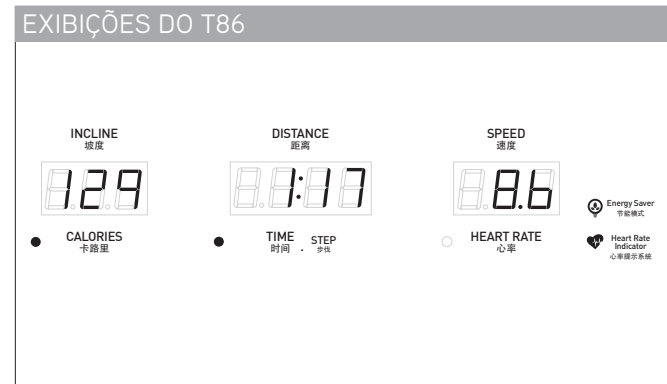 EXIBIÇÕES DO T86
INCLINE
坡度
DISTANCE
距离
SPEED
速度
129
1:17
8.6
Energy Saver
节能模式
CALORIES
卡路里
TIME
时间
.
STEP
步伐
HEART RATE
心率
Heart Rate
Indicator
心率提示系统